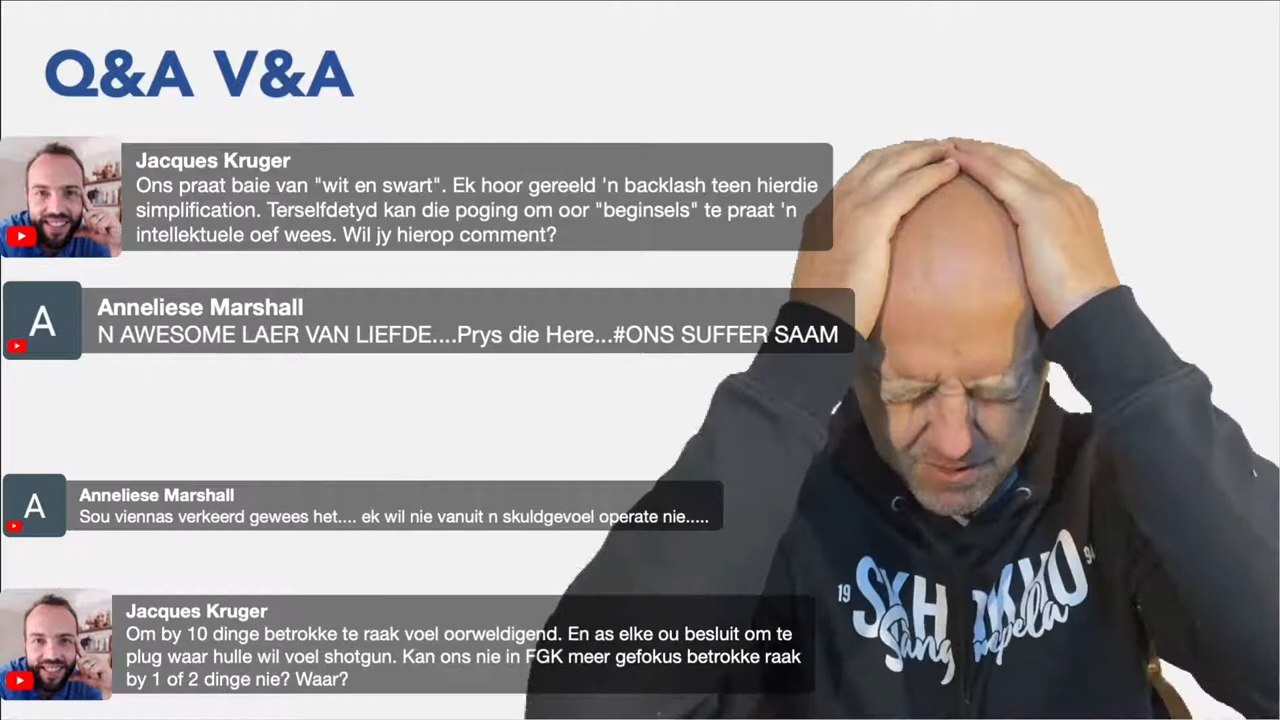 Q&A V&A
Jacques Kruger
Ons praat baie van "wit en swart". Ek hoor gereeld 'n backlash teen hierdie
simplification. Terselfdetyd kan die poging om oor "beginsels" te praat 'n
intellektuele oef wees. Wil jy hierop comment?
A
Anneliese Marshall
N AWESOME LAER VAN LIEFDE....Prys die Here...#ONS SUFFER SAAM
A
Anneliese Marshall
Sou viennas verkeerd gewees het.... ek wil nie vanuit n skuldgevoel operate nie.....
Jacques Kruger
Om by 10 dinge betrokke te raak voel oorweldigend. En as elke ou besluit om te
plug waar hulle wil voel shotgun. Kan ons nie in FGK meer gefokus betrokke raak
by 1 of 2 dinge nie? Waar?
19